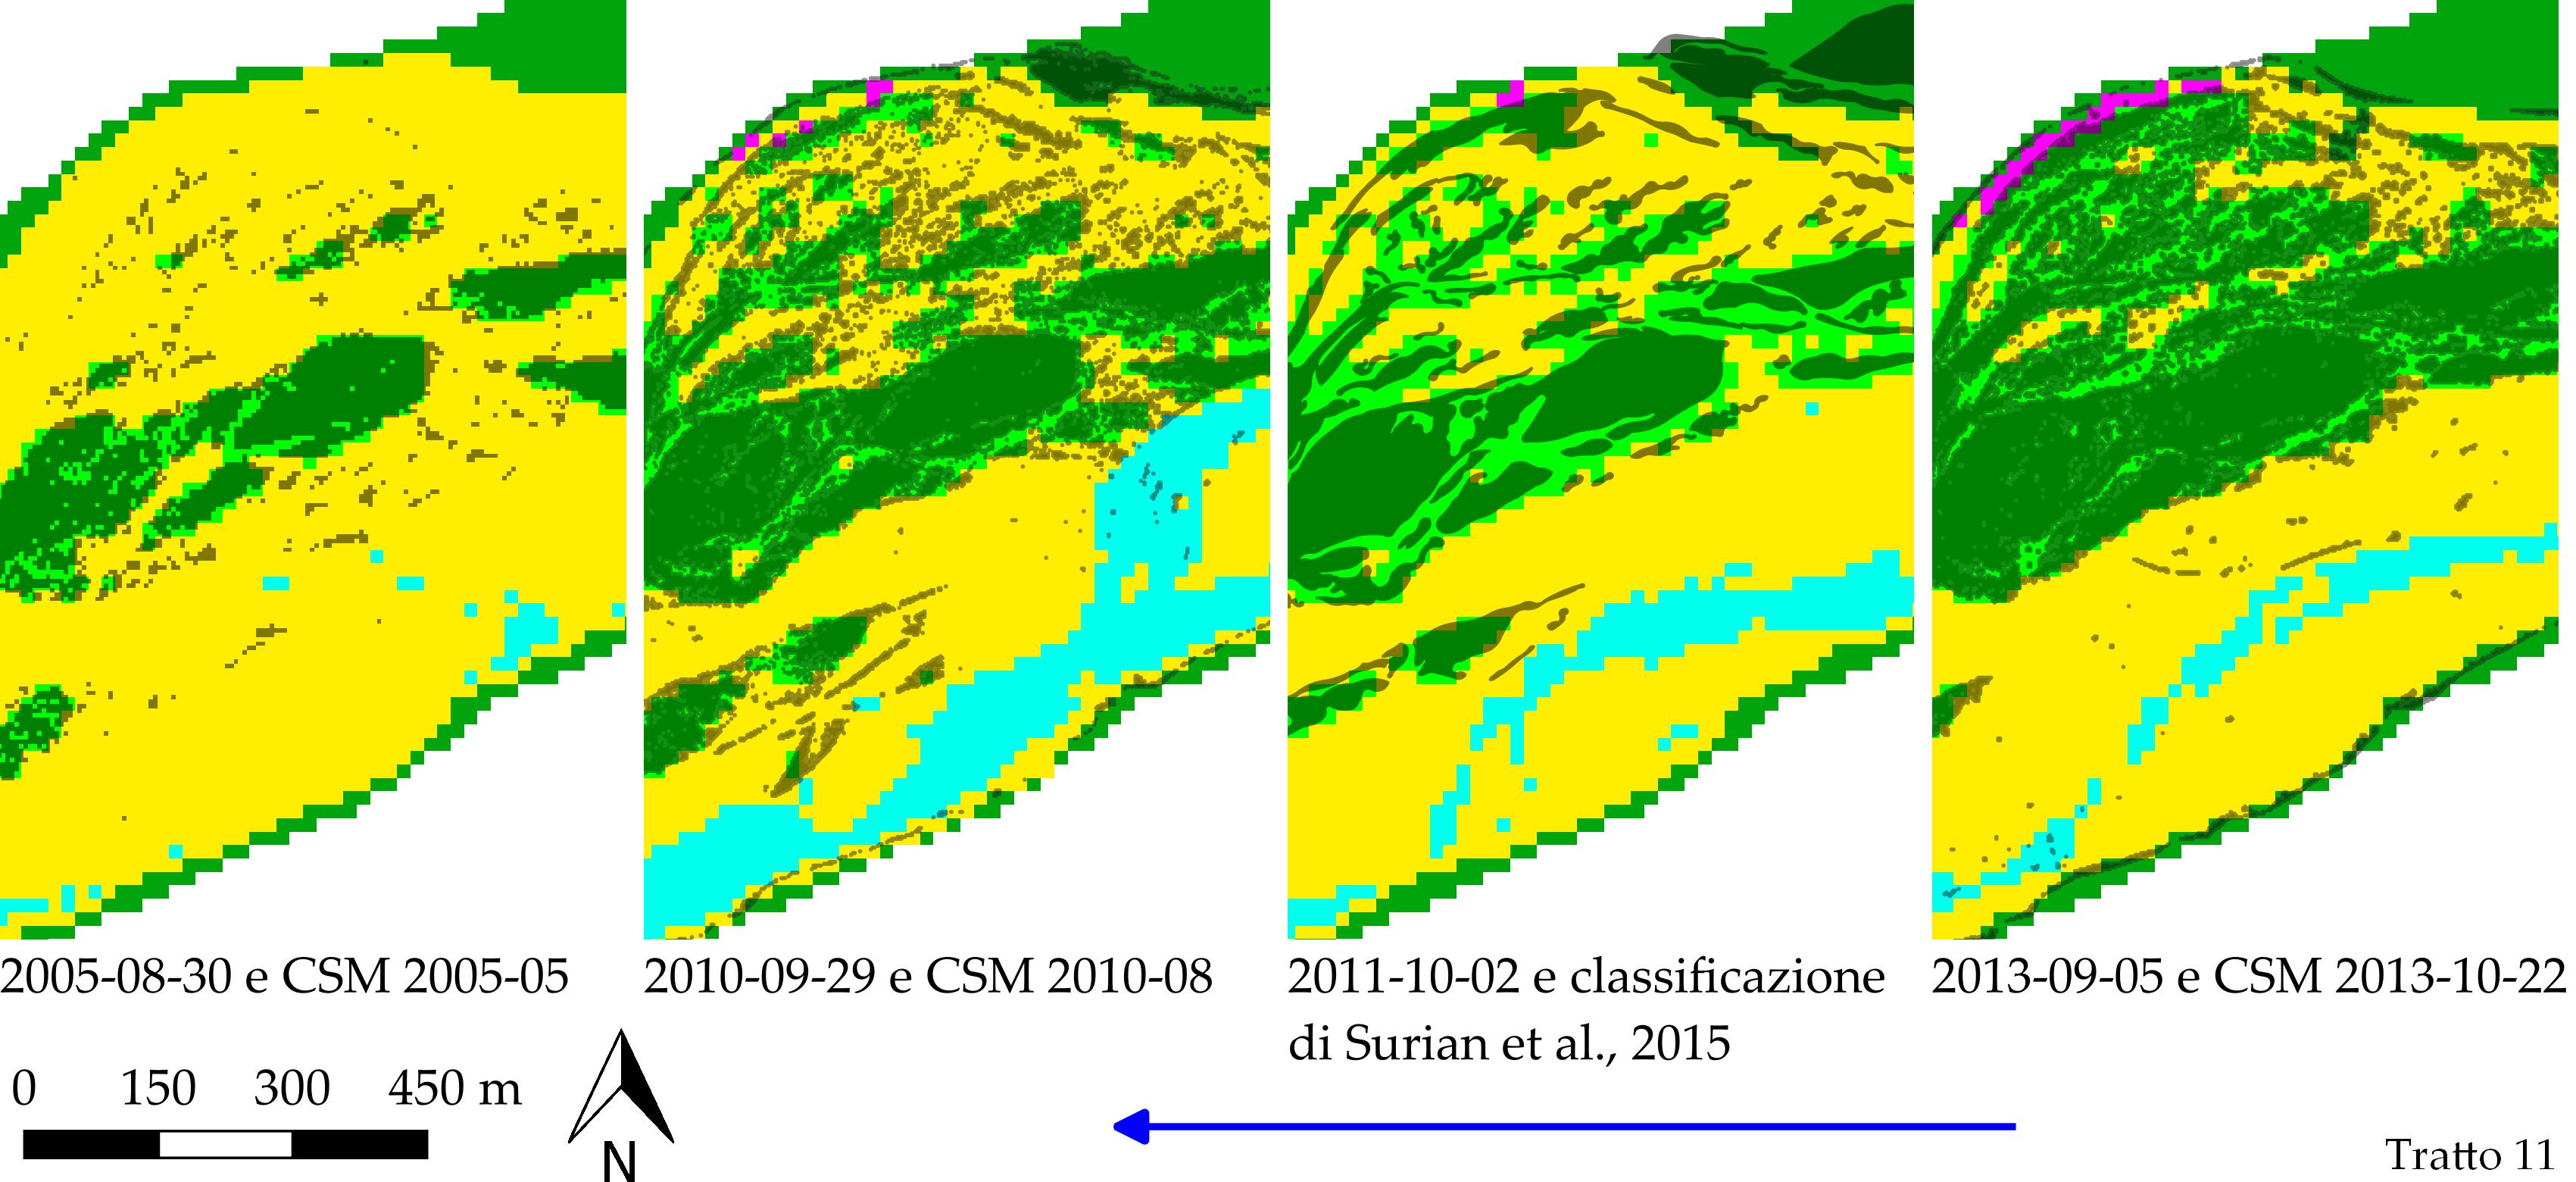 2005-08-30 e CSM 2005-05
2010-09-29 e CSM 2010-08
2011-10-02 e classificazione
di Surian et al., 2015
2013-09-05 e CSM 2013-10-22
0 150 300 450 m
N
Tratto 11